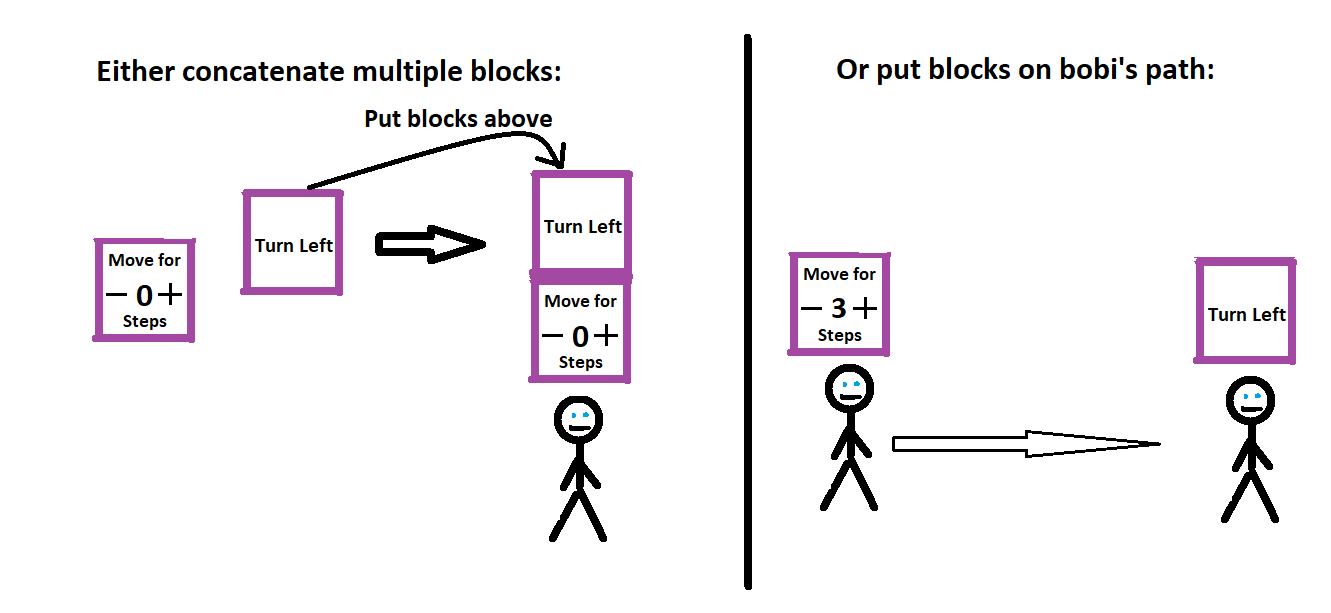 Either concatenate multiple blocks:
Put blocks above
Move for
- 0 +
Steps
Turn Left
Turn Left
Move for
- 0 +
Steps
Or put blocks on bobi's path:
Move for
- 3 +
Steps
Turn Left